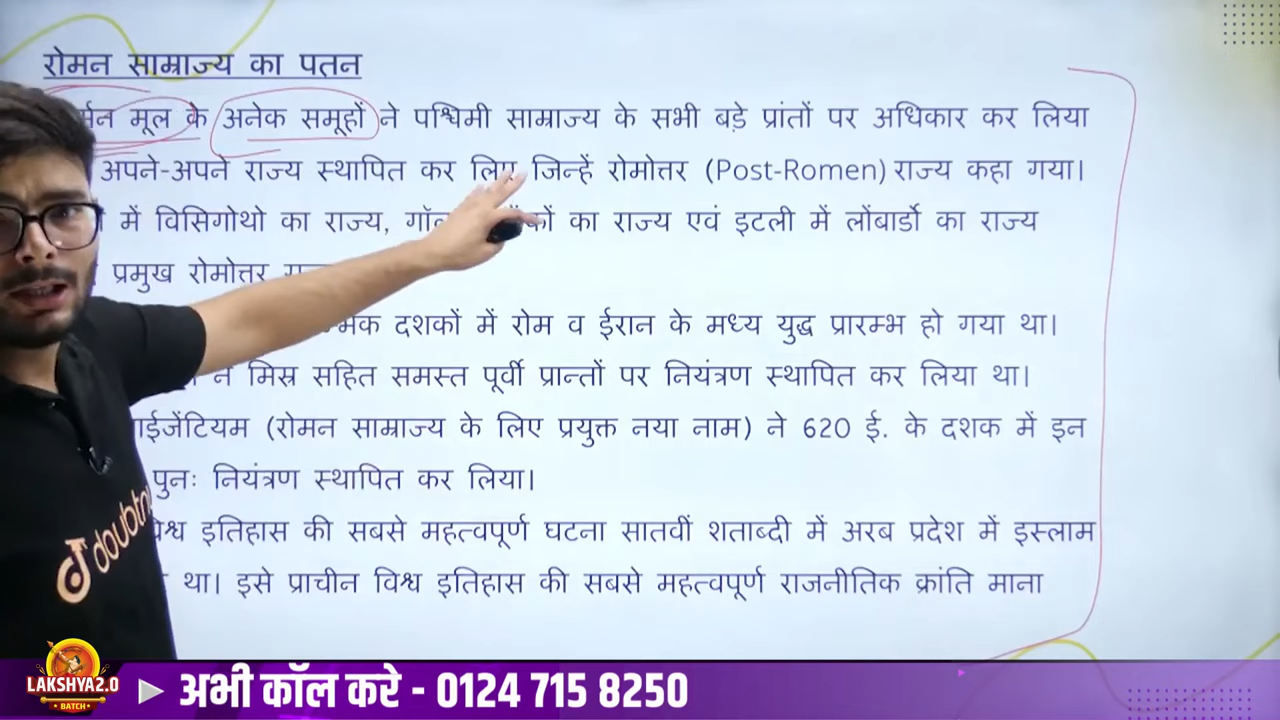 रोमन साम्राज्य का पतन
मूल के अनेक समूहों ने पश्चिमी साम्राज्य के सभी बड़े प्रांतों पर अधिकार कर लिया
अपने-अपने राज्य स्थापित कर लिए जिन्हें रोमोत्तर (Post-Romen) राज्य कहा गया।
में विसिगोथो का राज्य, का राज्य एवं इटली में लोंबार्डो का राज्य
प्रमुख रोमोत्तर
दशकों में रोम व ईरान के मध्य युद्ध प्रारम्भ हो गया था।
ने मिस्र सहित समस्त पूर्वी प्रान्तों पर नियंत्रण स्थापित कर लिया था।
(रोमन साम्राज्य के लिए प्रयुक्त नया नाम) ने 620 ई. के दशक में इन
पुनः नियंत्रण स्थापित कर लिया।
इतिहास की सबसे महत्वपूर्ण घटना सातवीं शताब्दी में अरब प्रदेश में इस्लाम
था। इसे प्राचीन विश्व इतिहास की सबसे महत्वपूर्ण राजनीतिक क्रांति माना
LAKSHYA2.0
BATCH
अभी कॉल करे - 0124 715 8250